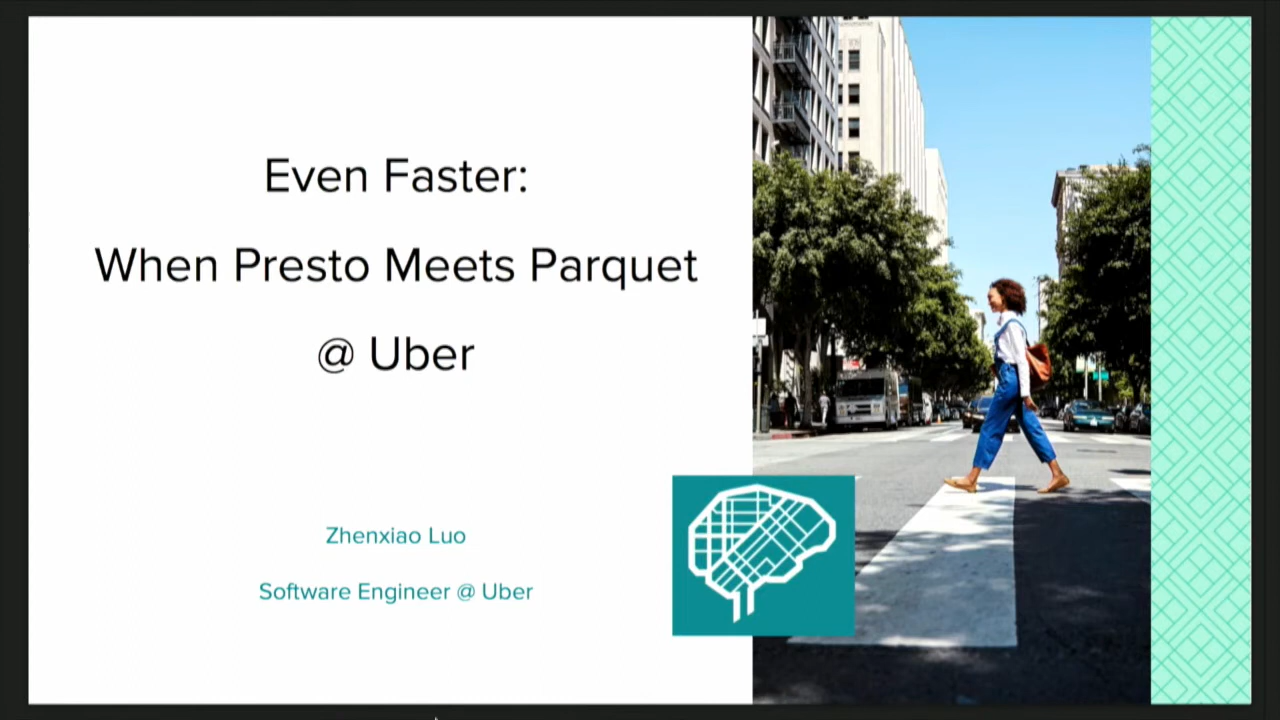 Even Faster:
When Presto Meets Parquet
@ Uber
Zhenxiao Luo
Software Engineer @ Uber